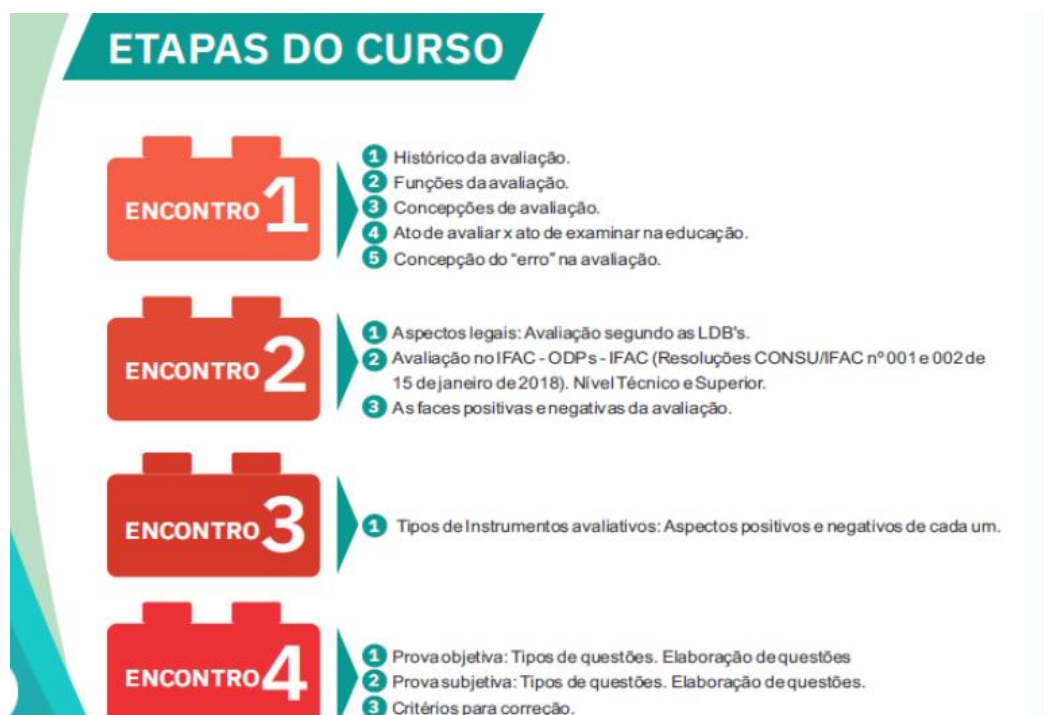 ETAPAS DO CURSO
ENCONTRO 1
1 Histórico da avaliação.
2 Funções da avaliação.
3 Concepções de avaliação.
4 Ato de avaliar x ato de examinar na educação.
5 Concepção do “erro” na avaliação.
ENCONTRO 2
1 Aspectos legais: Avaliação segundo as LDB's.
2 Avaliação no IFAC - ODPs - IFAC (Resoluções CONSU/IFAC nº 001 e 002 de
15 de janeiro de 2018). Nível Técnico e Superior.
3 As faces positivas e negativas da avaliação.
ENCONTRO 3
1 Tipos de Instrumentos avaliativos: Aspectos positivos e negativos de cada um.
ENCONTRO 4
1 Prova objetiva: Tipos de questões. Elaboração de questões
2 Prova subjetiva: Tipos de questões. Elaboração de questões.
3 Critérios para correção.